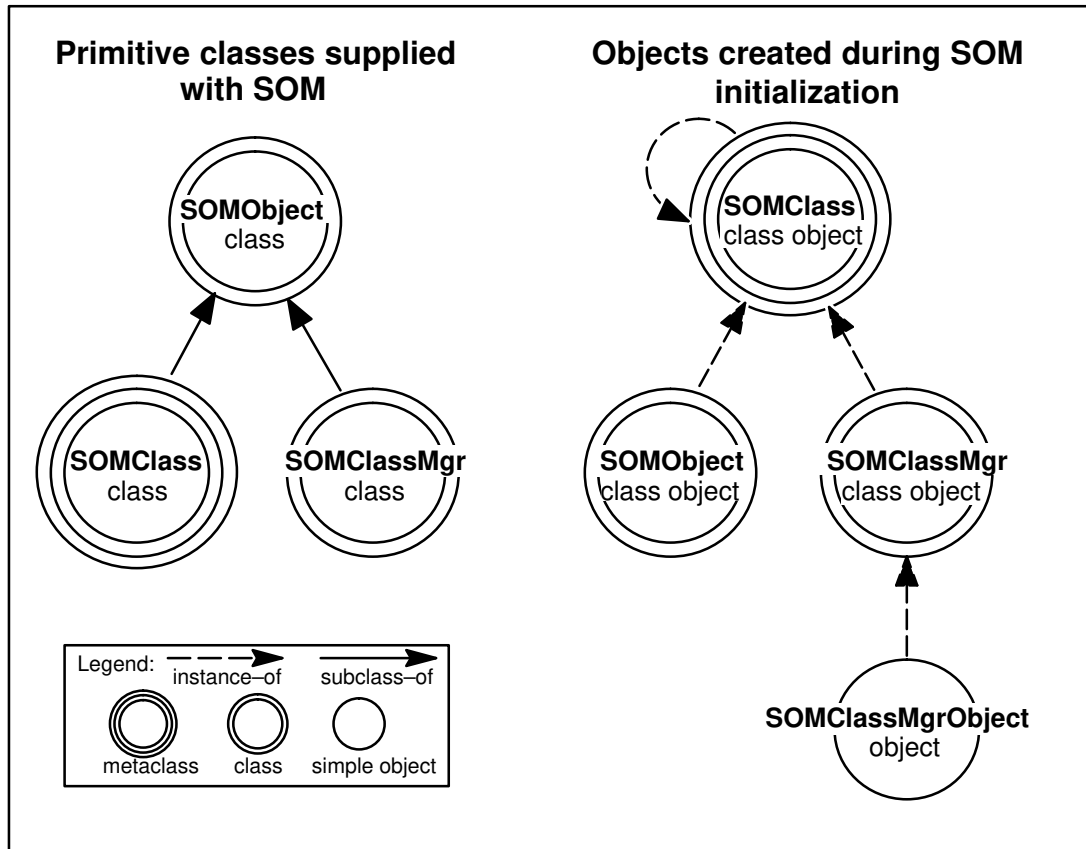 Primitive classes supplied
with SOM
SOMObject
class
SOMClass
class
SOMClassMgr
class
Legend:
instance–of
subclass–of
metaclass
class
simple object
Objects created during SOM
initialization
SOMClass
class object
SOMObject
class object
SOMClassMgr
class object
SOMClassMgrObject
object